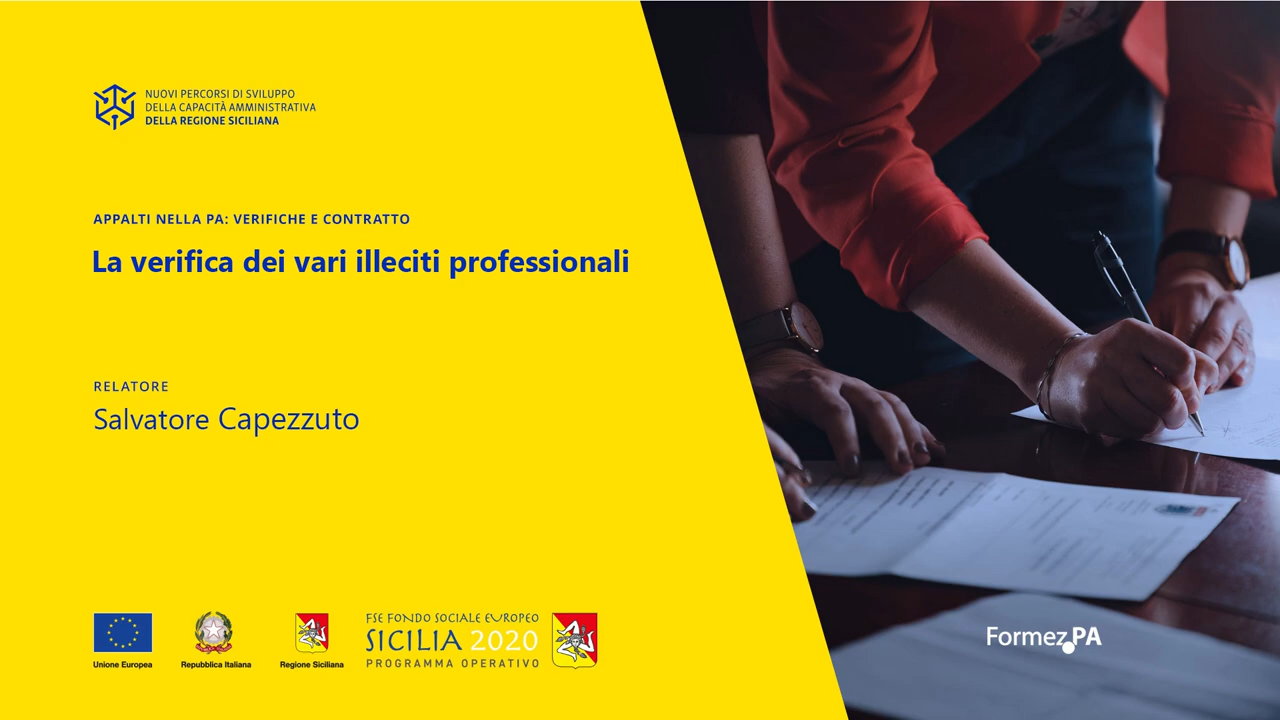 NUOVI PERCORSI DI SVILUPPO
DELLA CAPACITÀ AMMINISTRATIVA
DELLA REGIONE SICILIANA
APPALTI NELLA PA: VERIFICHE E CONTRATTO
La verifica dei vari illeciti professionali
RELATORE
Salvatore Capezzuto
Unione Europea
Repubblica Italiana
Regione Siciliana
FSE FONDO SOCIALE EUROPEO
SICILIA 2020
PROGRAMMA OPERATIVO
Formez PA